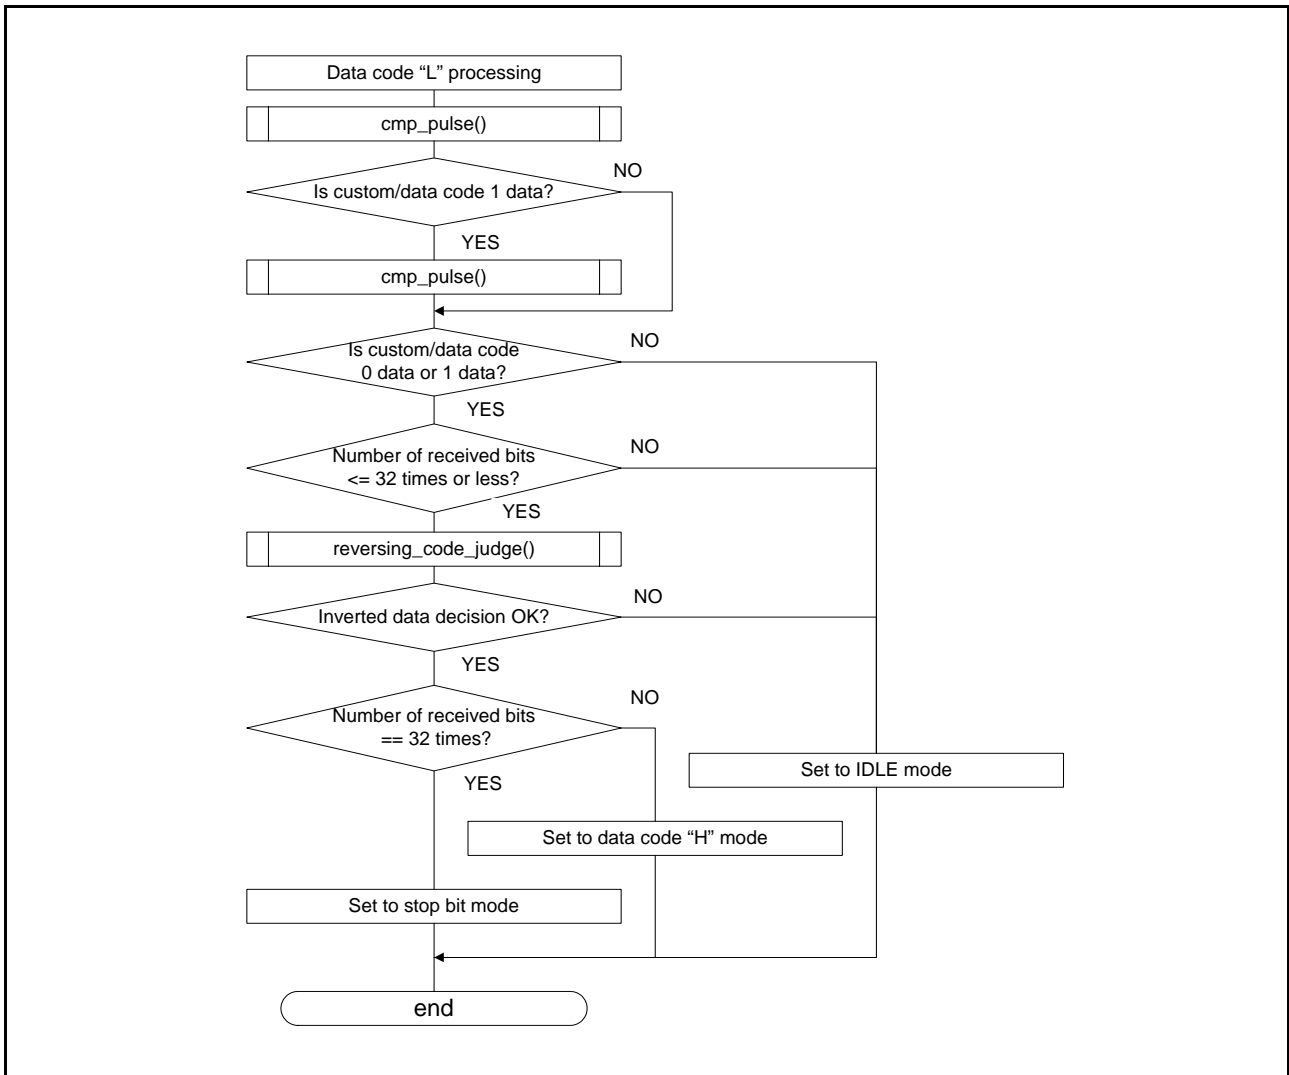 Data code “L” processing
cmp_pulse()
NO
Is custom/data code 1 data?
YES
cmp_pulse()
NO
Is custom/data code
0 data or 1 data?
YES
NO
Number of received bits
<= 32 times or less?
YES
reversing_code_judge()
NO
Inverted data decision OK?
YES
NO
Number of received bits
== 32 times?
YES
Set to IDLE mode
Set to data code “H” mode
Set to stop bit mode
end